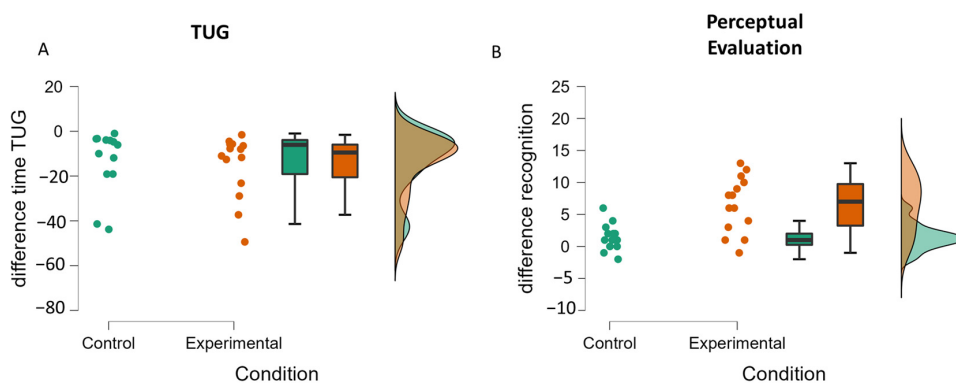 TUG
A
difference time TUG
20
0
−20
−40
−60
−80
Control
Experimental
Condition
Perceptual
Evaluation
B
difference recognition
25
20
15
10
5
0
−5
−10
Control
Experimental
Condition